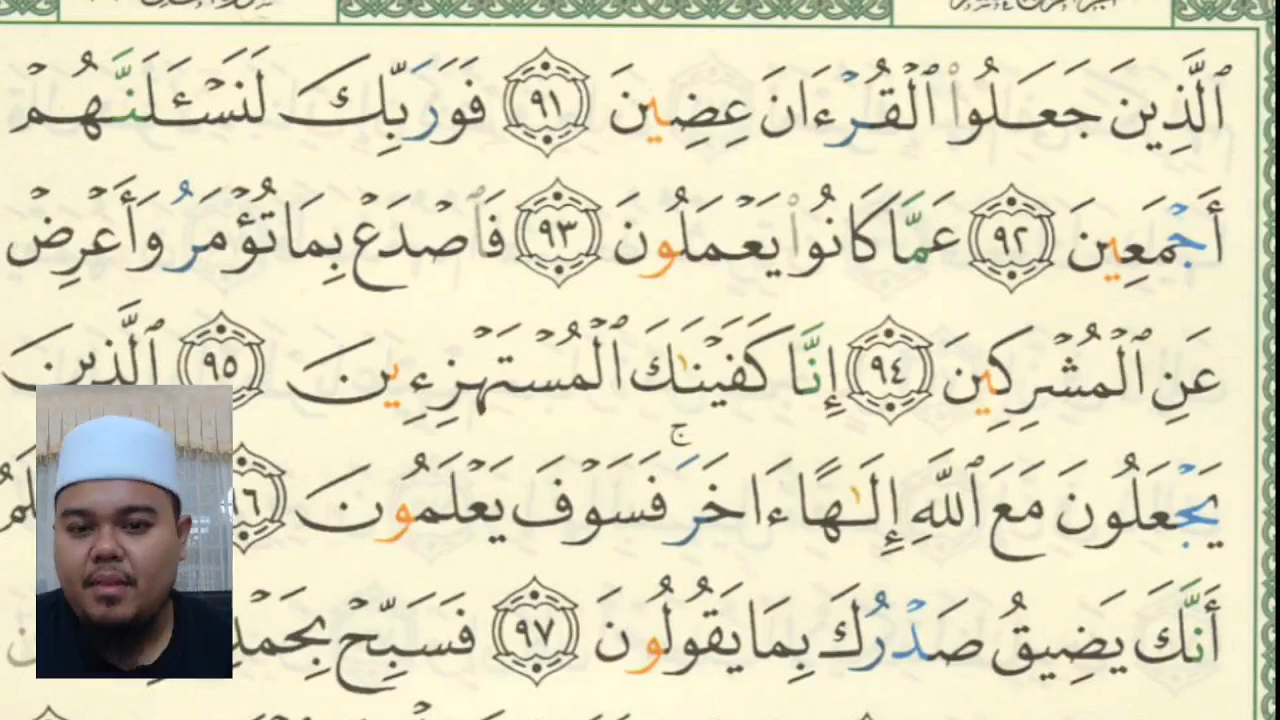 ٱلَّذِينَ جَعَلُوا۟ ٱلْقُرْءَانَ عِضِينَ ٩١ فَوَرَبِّكَ لَنَسْـَٔلَنَّهُمْ
أَجْمَعِينَ ٩٢ عَمَّا كَانُوا۟ يَعْمَلُونَ ٩٣ فَٱصْدَعْ بِمَا تُؤْمَرُ وَأَعْرِضْ
عَنِ ٱلْمُشْرِكِينَ ٩٤ إِنَّا كَفَيْنَـٰكَ ٱلْمُسْتَهْزِءِينَ ٩٥ ٱلَّذِينَ
يَجْعَلُونَ مَعَ ٱللَّهِ إِلَـٰهًا ءَاخَرَ ۚ فَسَوْفَ يَعْلَمُونَ
أَنَّكَ يَضِيقُ صَدْرُكَ بِمَا يَقُولُونَ ٩٧ فَسَبِّحْ